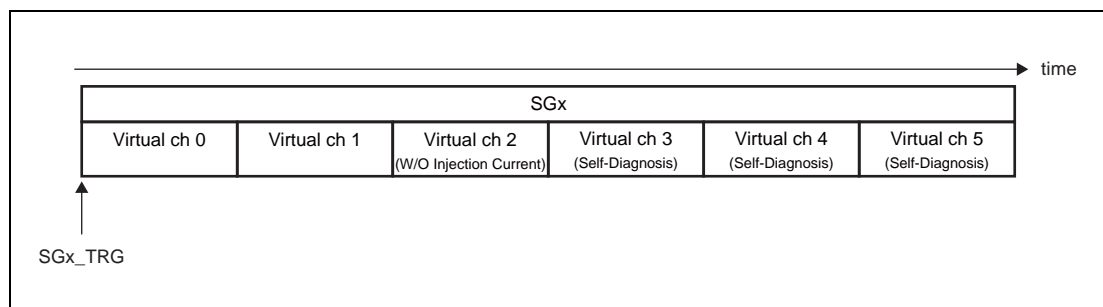 time
SGx
Virtual ch 0 Virtual ch 1 Virtual ch 2 Virtual ch 3 Virtual ch 4 Virtual ch 5
(W/O Injection Current) (Self-Diagnosis) (Self-Diagnosis) (Self-Diagnosis)
SGx_TRG